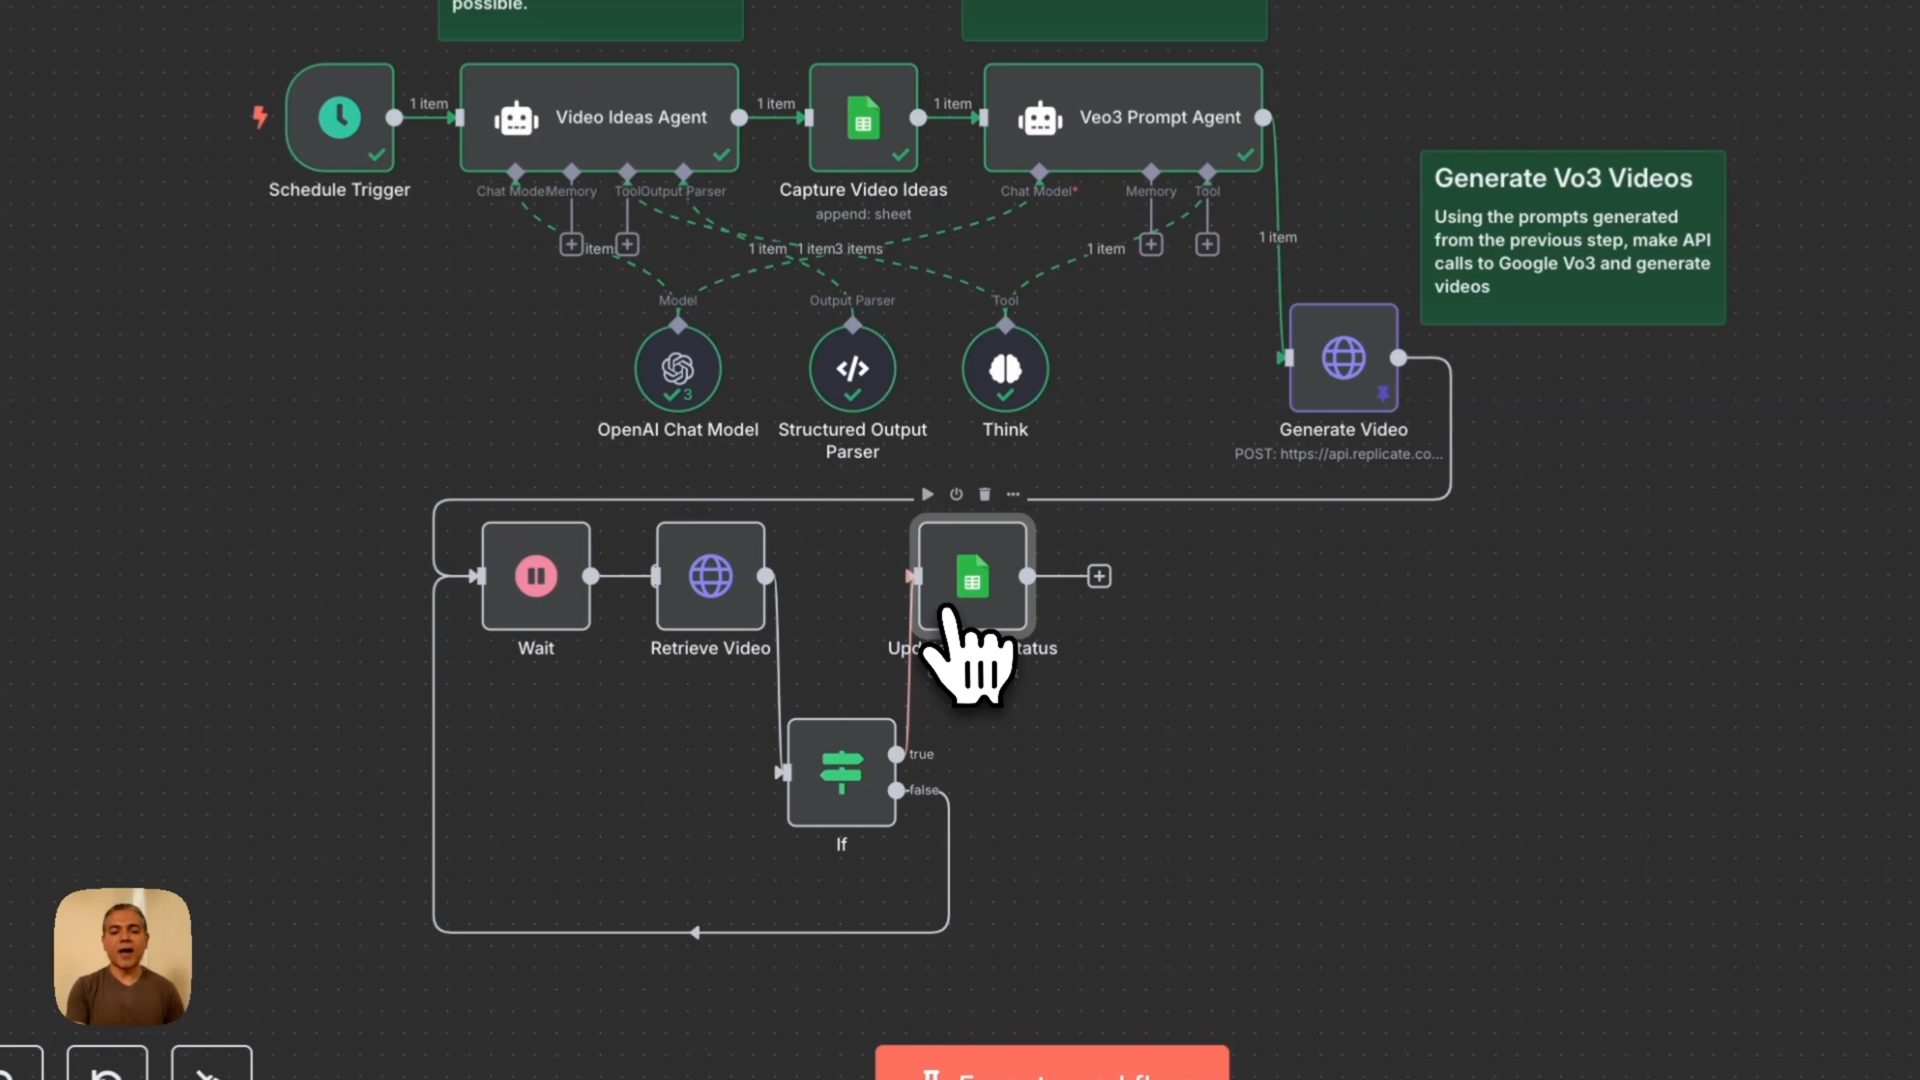 possible.
1 item
Video Ideas Agent
1 item
1 item
Veo3 Prompt Agent
Schedule Trigger
Chat Mode
Memory
Tool
Output Parser
Capture Video Ideas
append: sheet
Chat Model*
Memory
Tool
Generate Vo3 Videos
Using the prompts generated
from the previous step, make API
calls to Google Vo3 and generate
videos
item
1 item
1 item
3 items
1 item
1 item
Model
Output Parser
Tool
3
OpenAI Chat Model
Structured Output
Parser
Think
Generate Video
POST: https://api.replicate.co...
Wait
Retrieve Video
true
false
If